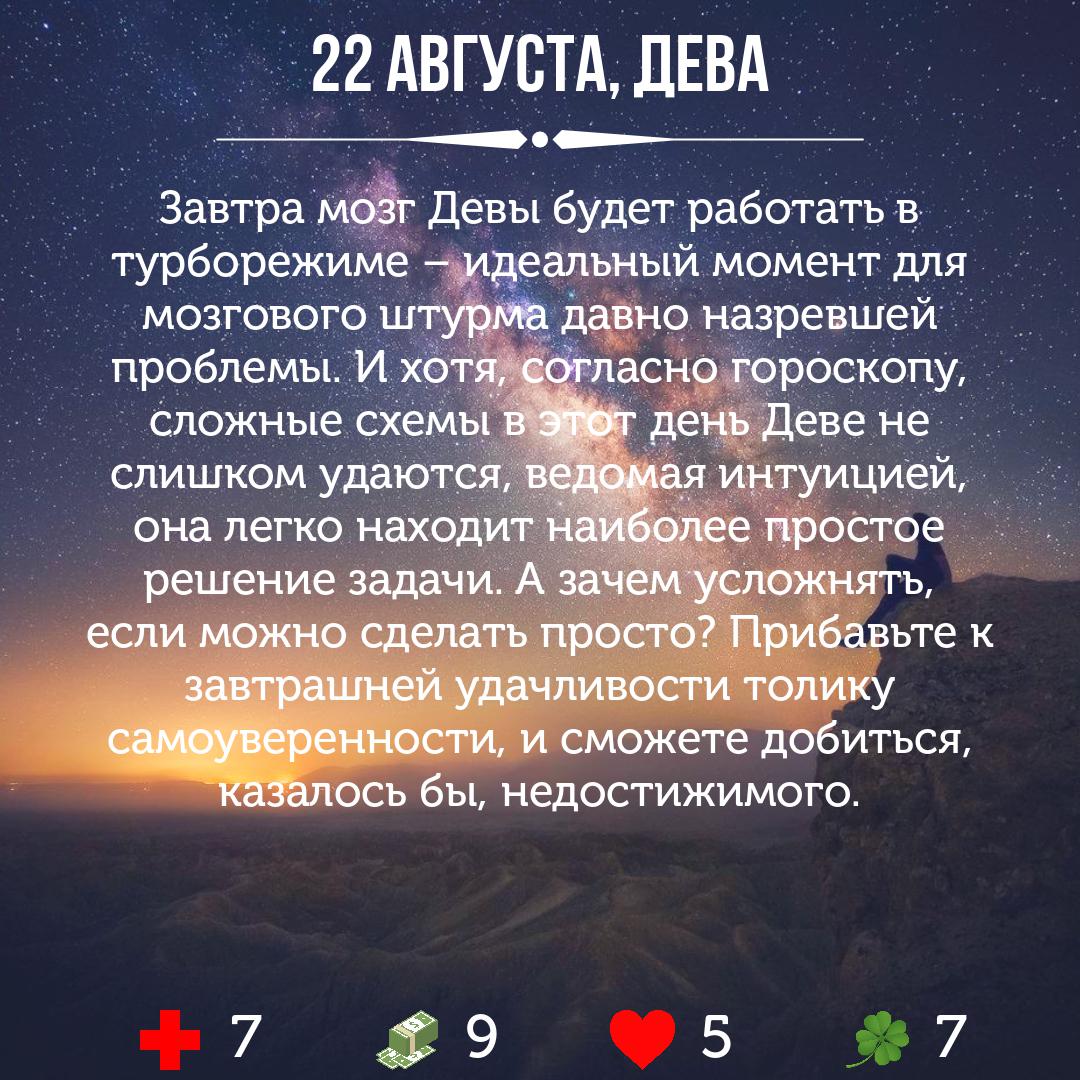 22 АВГУСТА, ДЕВА
Завтра мозг Девы будет работать в
турборежиме – идеальный момент для
мозгового штурма давно назревшей
проблемы. И хотя, согласно гороскопу,
сложные схемы в этот день Деве не
слишком удаются, ведомая интуицией,
она легко находит наиболее простое
решение задачи. А зачем усложнять,
если можно сделать просто? Прибавьте к
завтрашней удачливости толику
самоуверенности, и сможете добиться,
казалось бы, недостижимого.
7 9 5 7